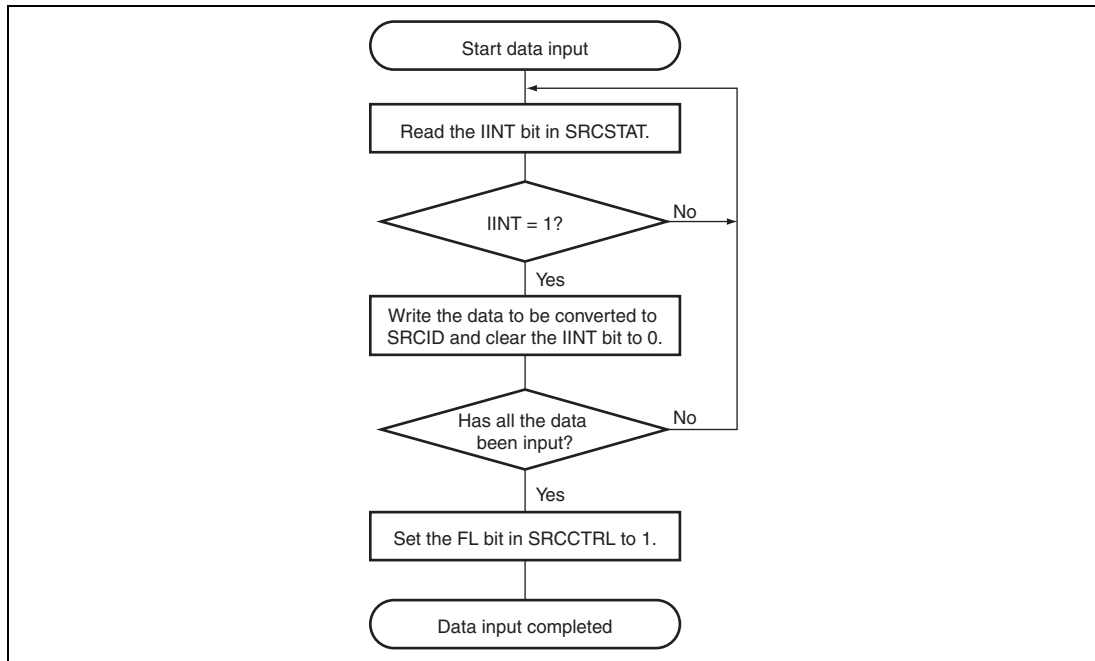 Start data input
Read the IINT bit in SRCSTAT.
IINT = 1?
No
Yes
Write the data to be converted to
SRCID and clear the IINT bit to 0.
Has all the data
been input?
No
Yes
Set the FL bit in SRCCTRL to 1.
Data input completed